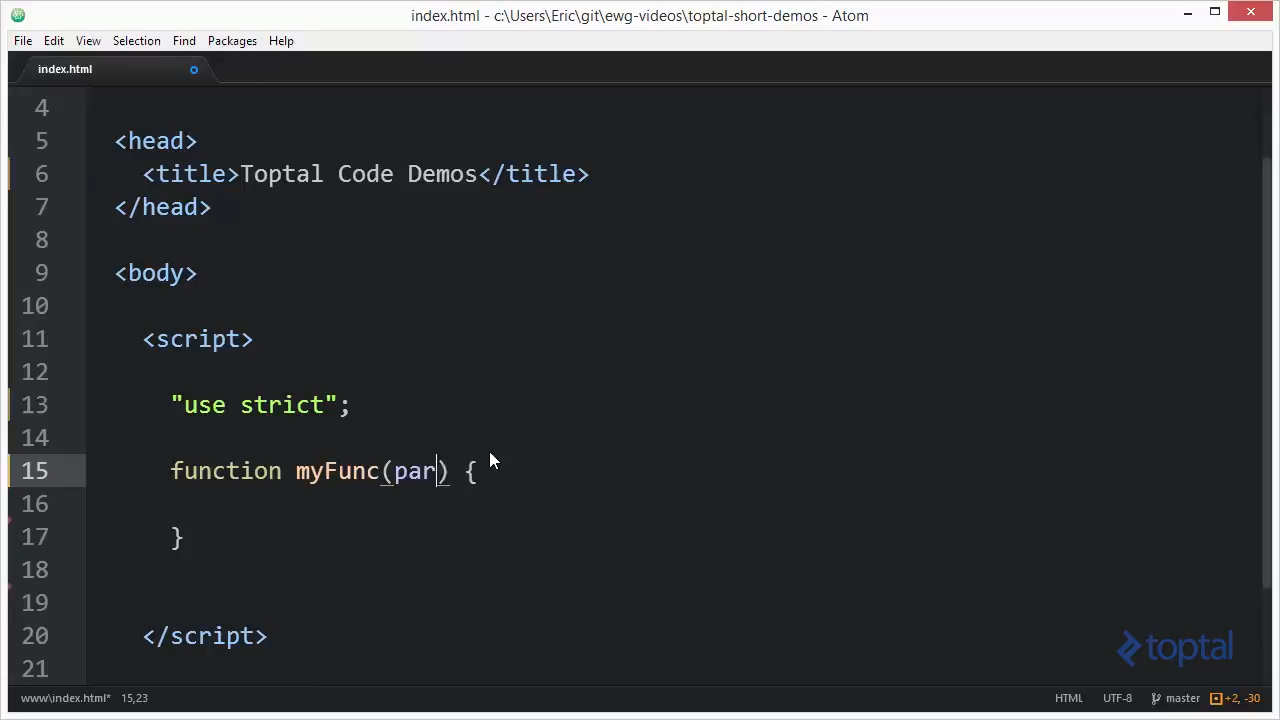 index.html - c:\Users\Eric\git\ewg-videos\toptal-short-demos - Atom
File Edit View Selection Find Packages Help
index.html
4
5 <head>
6 <title>Toptal Code Demos</title>
7 </head>
8
9 <body>
10
11 <script>
12
13 "use strict";
14
15 function myFunc(par) {
16
17 }
18
19
20 </script>
21
toptal
www\index.html* 15,23 HTML UTF-8 master +2, -30